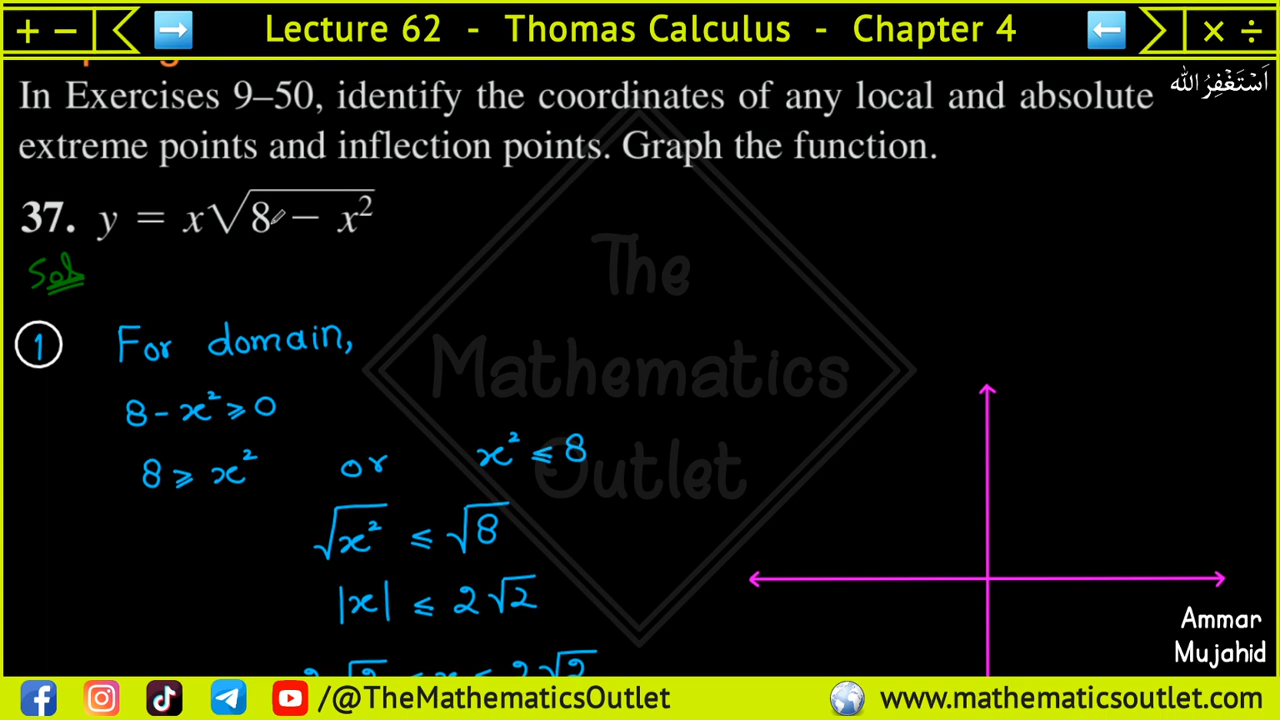 + − Lecture 62 - Thomas Calculus - Chapter 4 × ÷
In Exercises 9–50, identify the coordinates of any local and absolute
اَسْتَغْفِرُ اللّٰه
extreme points and inflection points. Graph the function.
37. y = x√(8 − x²)
Sol
1 For domain,
8 - x² ≥ 0
8 ≥ x² or x² ≤ 8
√x² ≤ √8
|x| ≤ 2√2
The
Mathematics
Outlet
Ammar
Mujahid
/@TheMathematicsOutlet www.mathematicsoutlet.com